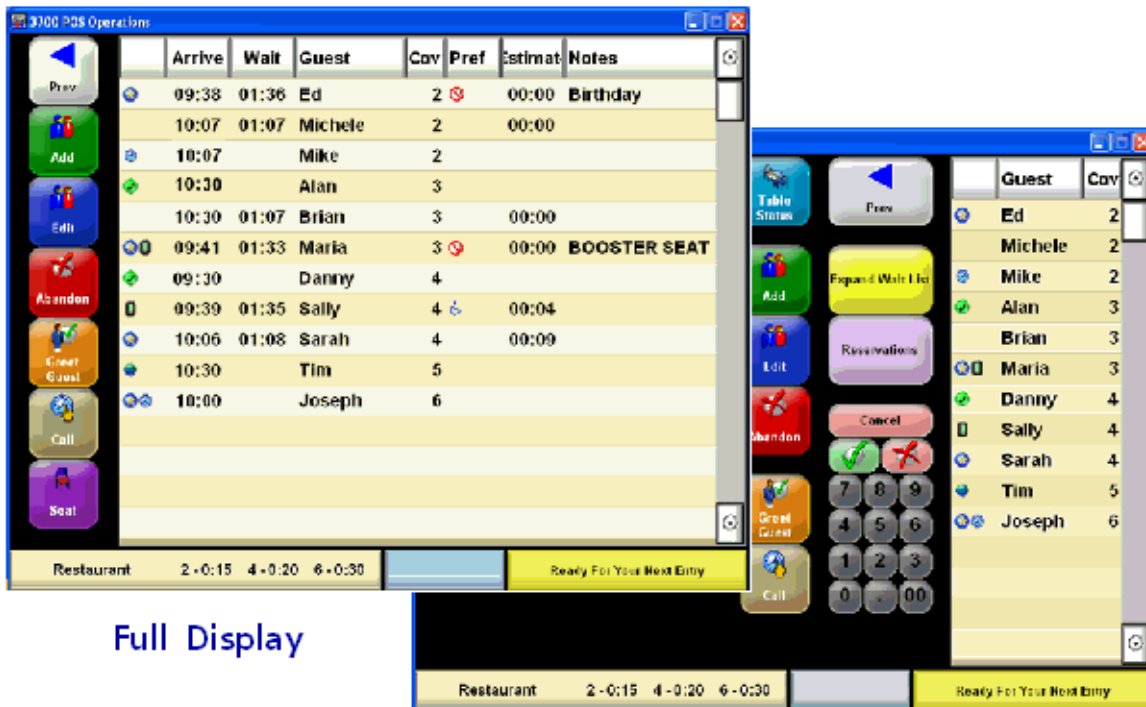 3700 POS Operations
Arrive Wait Guest Cov Pref Estimat Notes
Prev
09:38 01:36 Ed 2 00:00 Birthday
10:07 01:07 Michele 2 00:00
Add
10:07 Mike 2
10:30 Alan 3
Edit
10:30 01:07 Brian 3 00:00
09:41 01:33 Maria 3 00:00 BOOSTER SEAT
Abandon
09:30 Danny 4
09:39 01:35 Sally 4 00:04
Greet
Guest
10:06 01:08 Sarah 4 00:09
10:30 Tim 5
10:00 Joseph 6
Call
Seat
Restaurant 2-0:15 4-0:20 6-0:30
Ready For Your Next Entry
Full Display
Table
Status
Prev
Add
Expand Wait List
Edit
Reservations
Abandon
Cancel
Greet
Guest
Call
7 8 9
4 5 6
1 2 3
0 . 00
Guest Cov
Ed 2
Michele 2
Mike 2
Alan 3
Brian 3
Maria 3
Danny 4
Sally 4
Sarah 4
Tim 5
Joseph 6
Restaurant 2-0:15 4-0:20 6-0:30
Ready For Your Next Entry